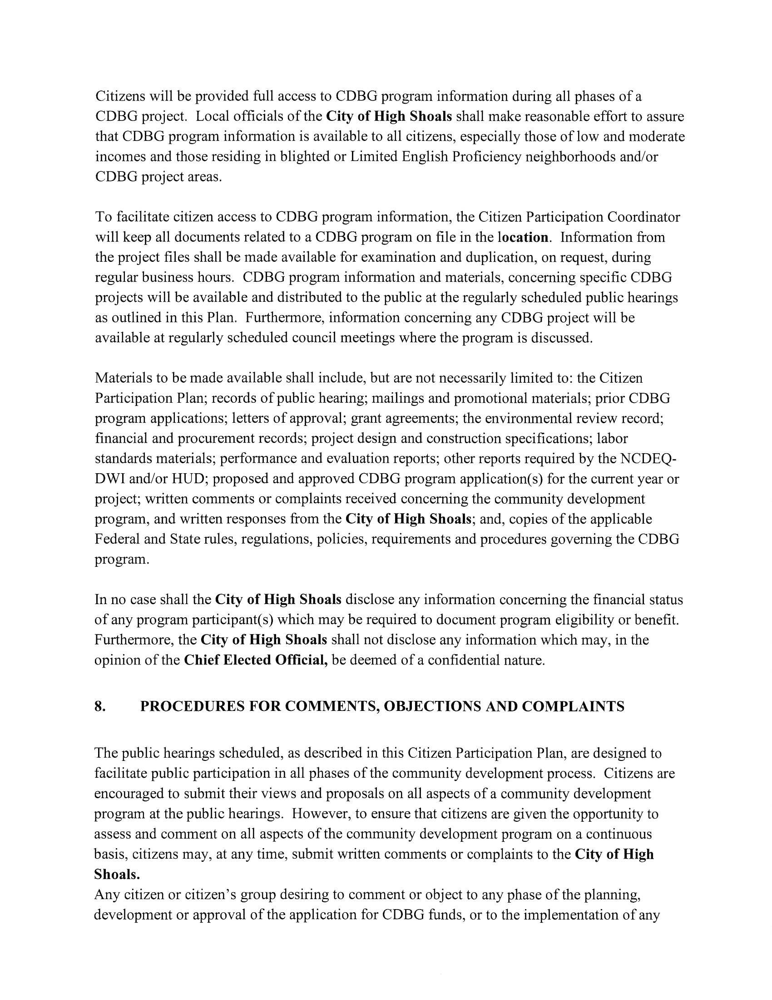 Citizens will be provided full access to CDBG program information during all phases of a
CDBG project.  Local officials of the City of High Shoals shall make reasonable effort to assure
that CDBG program information is available to all citizens, especially those of low and moderate
incomes and those residing in blighted or Limited English Proficiency neighborhoods and/or
CDBG project areas.
To facilitate citizen access to CDBG program information, the Citizen Participation Coordinator
will keep all documents related to a CDBG program on file in the location.  Information from
the project files shall be made available for examination and duplication, on request, during
regular business hours.  CDBG program information and materials, concerning specific CDBG
projects will be available and distributed to the public at the regularly scheduled public hearings
as outlined in this Plan.  Furthermore, information concerning any CDBG project will be
available at regularly scheduled council meetings where the program is discussed.
Materials to be made available shall include, but are not necessarily limited to: the Citizen
Participation Plan; records of public hearing; mailings and promotional materials; prior CDBG
program applications; letters of approval; grant agreements; the environmental review record;
financial and procurement records; project design and construction specifications; labor
standards materials; performance and evaluation reports; other reports required by the NCDEQ-
DWI and/or HUD; proposed and approved CDBG program application(s) for the current year or
project; written comments or complaints received concerning the community development
program, and written responses from the City of High Shoals; and, copies of the applicable
Federal and State rules, regulations, policies, requirements and procedures governing the CDBG
program.
In no case shall the City of High Shoals disclose any information concerning the financial status
of any program participant(s) which may be required to document program eligibility or benefit.
Furthermore, the City of High Shoals shall not disclose any information which may, in the
opinion of the Chief Elected Official, be deemed of a confidential nature.
8. PROCEDURES FOR COMMENTS, OBJECTIONS AND COMPLAINTS
The public hearings scheduled, as described in this Citizen Participation Plan, are designed to
facilitate public participation in all phases of the community development process.  Citizens are
encouraged to submit their views and proposals on all aspects of a community development
program at the public hearings.  However, to ensure that citizens are given the opportunity to
assess and comment on all aspects of the community development program on a continuous
basis, citizens may, at any time, submit written comments or complaints to the City of High
Shoals.
Any citizen or citizen’s group desiring to comment or object to any phase of the planning,
development or approval of the application for CDBG funds, or to the implementation of any